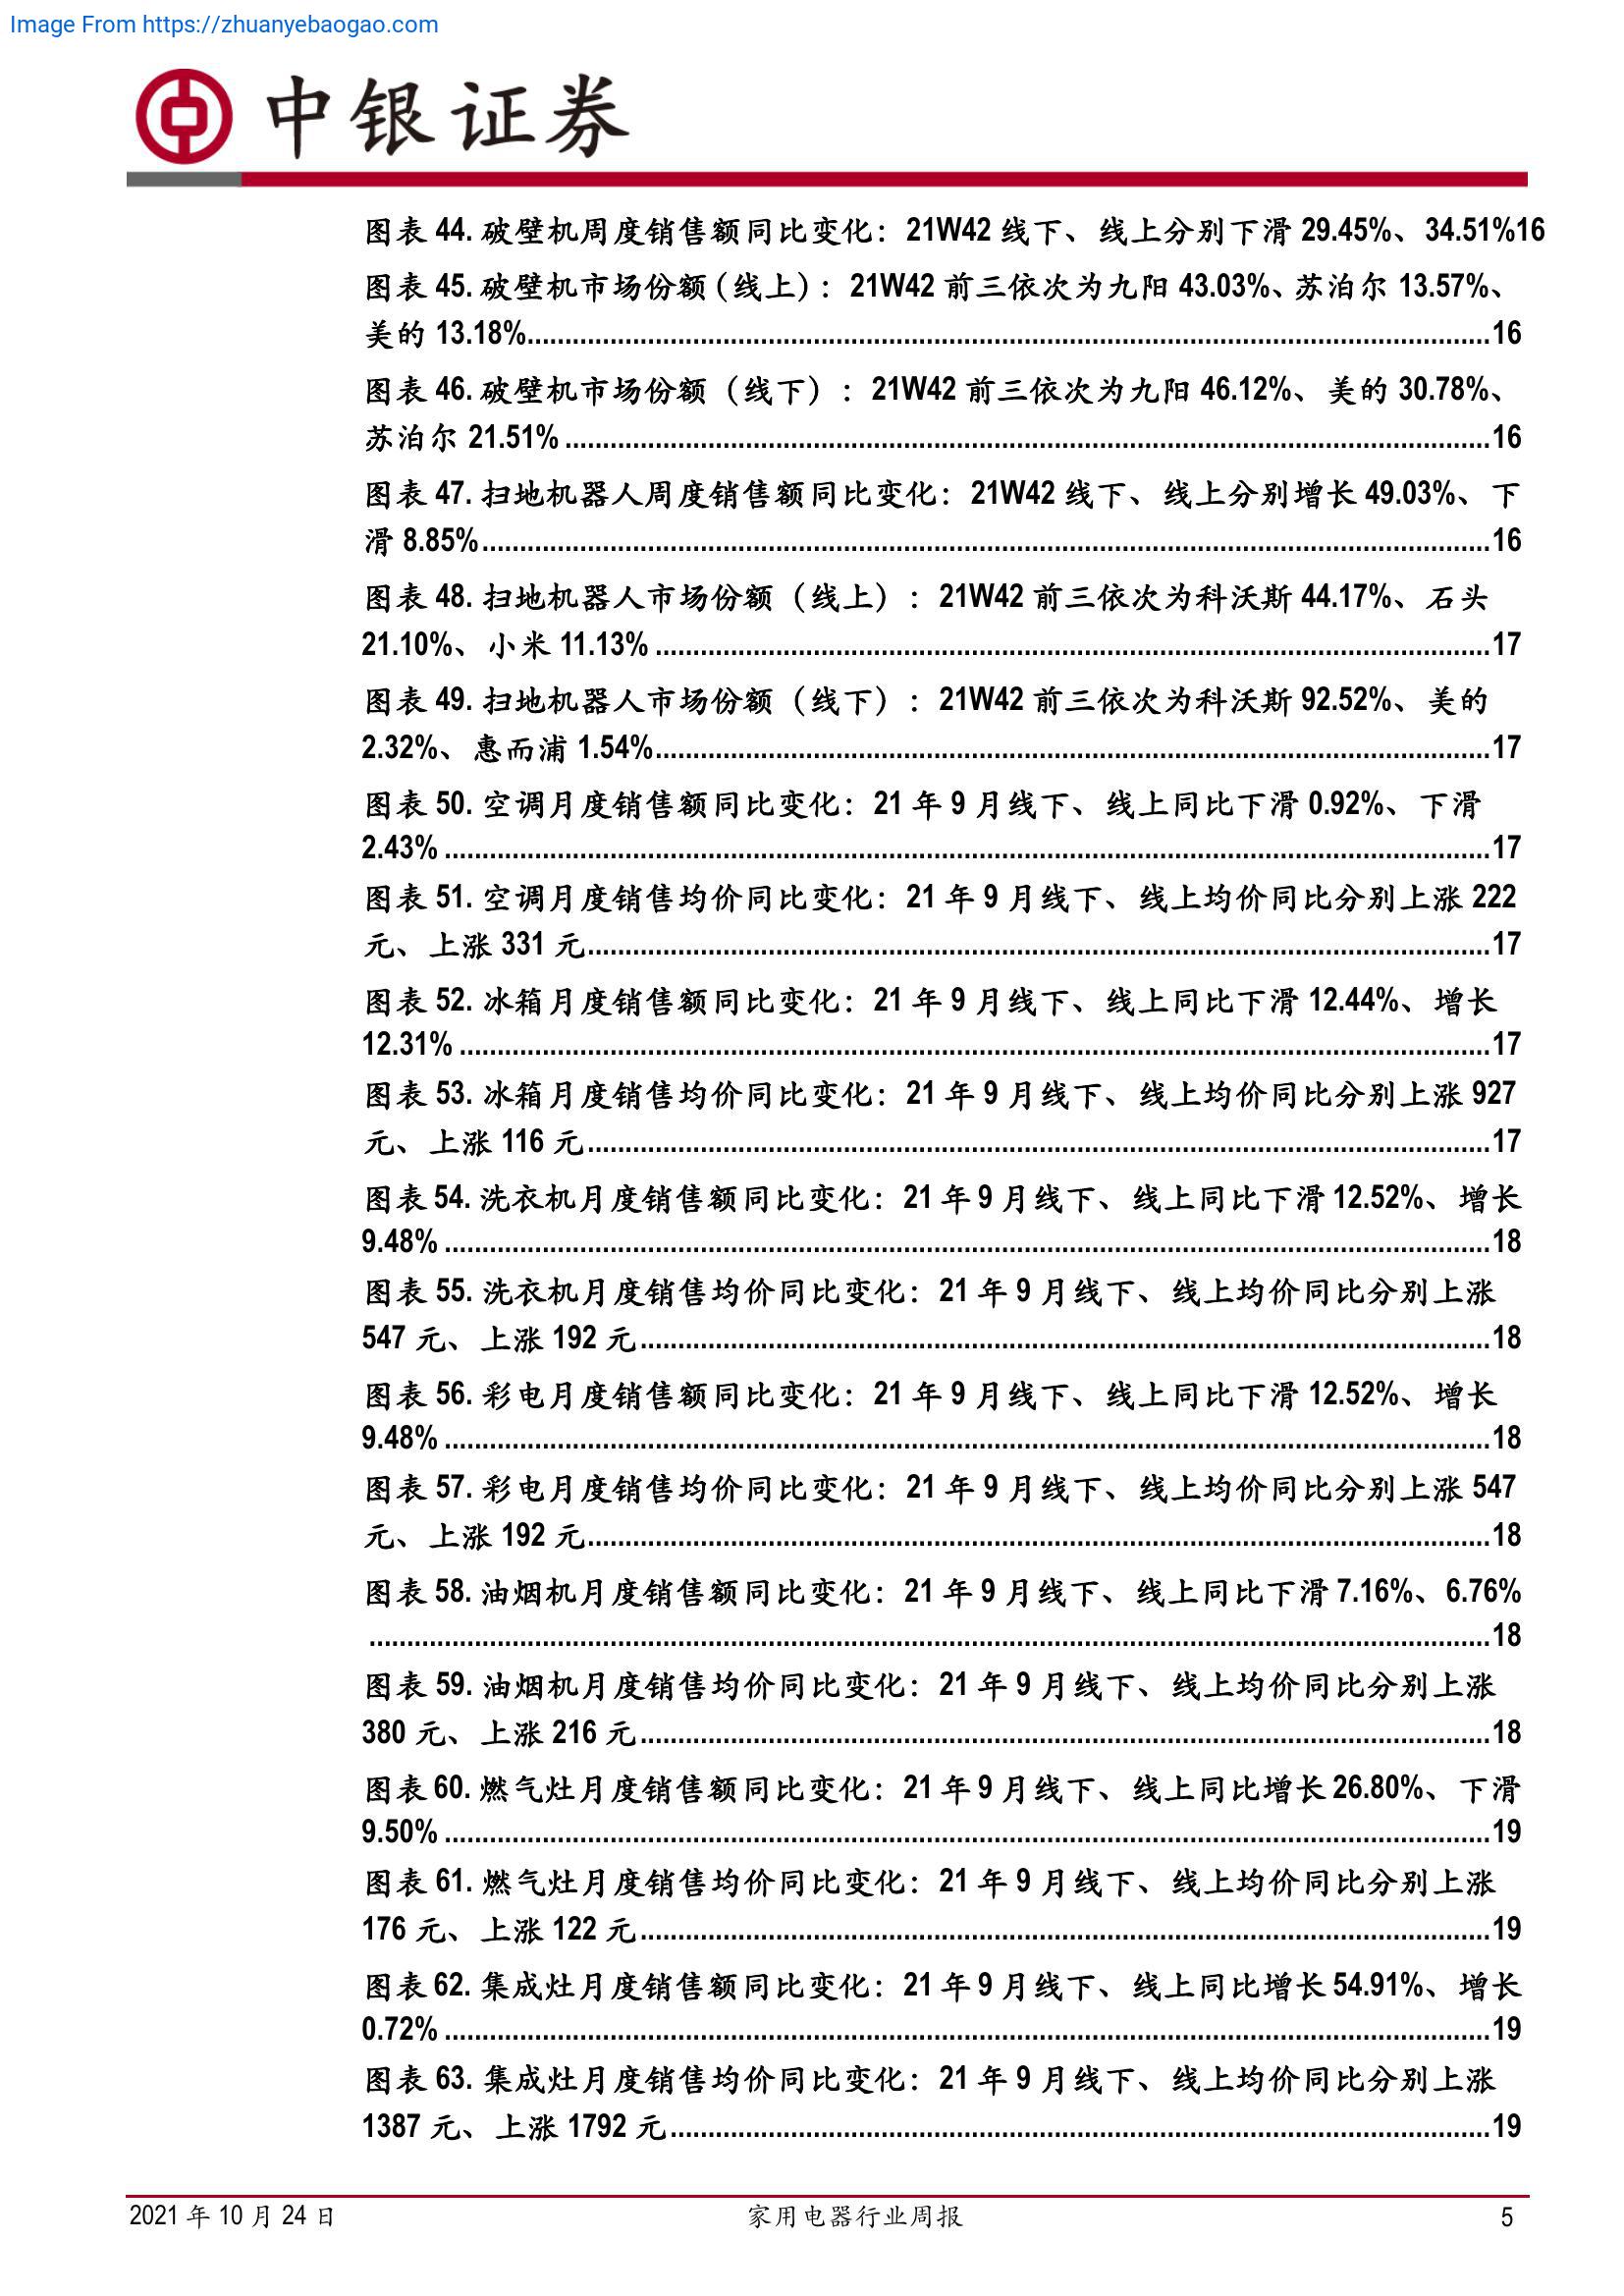 Image From https://zhuanyebaogao.com
中银证券
图表 44. 破壁机周度销售额同比变化：21W42 线下、线上分别下滑 29.45%、34.51%16
图表 45. 破壁机市场份额（线上）：21W42 前三依次为九阳 43.03%、苏泊尔 13.57%、
美的 13.18%.....................................................16
图表 46. 破壁机市场份额（线下）：21W42 前三依次为九阳 46.12%、美的 30.78%、
苏泊尔 21.51% .....................................................16
图表 47. 扫地机器人周度销售额同比变化：21W42 线下、线上分别增长 49.03%、下
滑 8.85%.....................................................16
图表 48. 扫地机器人市场份额（线上）：21W42 前三依次为科沃斯 44.17%、石头
21.10%、小米 11.13% .....................................................17
图表 49. 扫地机器人市场份额（线下）：21W42 前三依次为科沃斯 92.52%、美的
2.32%、惠而浦 1.54%.....................................................17
图表 50. 空调月度销售额同比变化：21 年 9 月线下、线上同比下滑 0.92%、下滑
2.43% .....................................................17
图表 51. 空调月度销售均价同比变化：21 年 9 月线下、线上均价同比分别上涨 222
元、上涨 331 元.....................................................17
图表 52. 冰箱月度销售额同比变化：21 年 9 月线下、线上同比下滑 12.44%、增长
12.31% .....................................................17
图表 53. 冰箱月度销售均价同比变化：21 年 9 月线下、线上均价同比分别上涨 927
元、上涨 116 元.....................................................17
图表 54. 洗衣机月度销售额同比变化：21 年 9 月线下、线上同比下滑 12.52%、增长
9.48% .....................................................18
图表 55. 洗衣机月度销售均价同比变化：21 年 9 月线下、线上均价同比分别上涨
547 元、上涨 192 元.....................................................18
图表 56. 彩电月度销售额同比变化：21 年 9 月线下、线上同比下滑 12.52%、增长
9.48% .....................................................18
图表 57. 彩电月度销售均价同比变化：21 年 9 月线下、线上均价同比分别上涨 547
元、上涨 192 元.....................................................18
图表 58. 油烟机月度销售额同比变化：21 年 9 月线下、线上同比下滑 7.16%、6.76%
.....................................................18
图表 59. 油烟机月度销售均价同比变化：21 年 9 月线下、线上均价同比分别上涨
380 元、上涨 216 元.....................................................18
图表 60. 燃气灶月度销售额同比变化：21 年 9 月线下、线上同比增长 26.80%、下滑
9.50% .....................................................19
图表 61. 燃气灶月度销售均价同比变化：21 年 9 月线下、线上均价同比分别上涨
176 元、上涨 122 元.....................................................19
图表 62. 集成灶月度销售额同比变化：21 年 9 月线下、线上同比增长 54.91%、增长
0.72% .....................................................19
图表 63. 集成灶月度销售均价同比变化：21 年 9 月线下、线上均价同比分别上涨
1387 元、上涨 1792 元.....................................................19
2021 年 10 月 24 日 家用电器行业周报 5